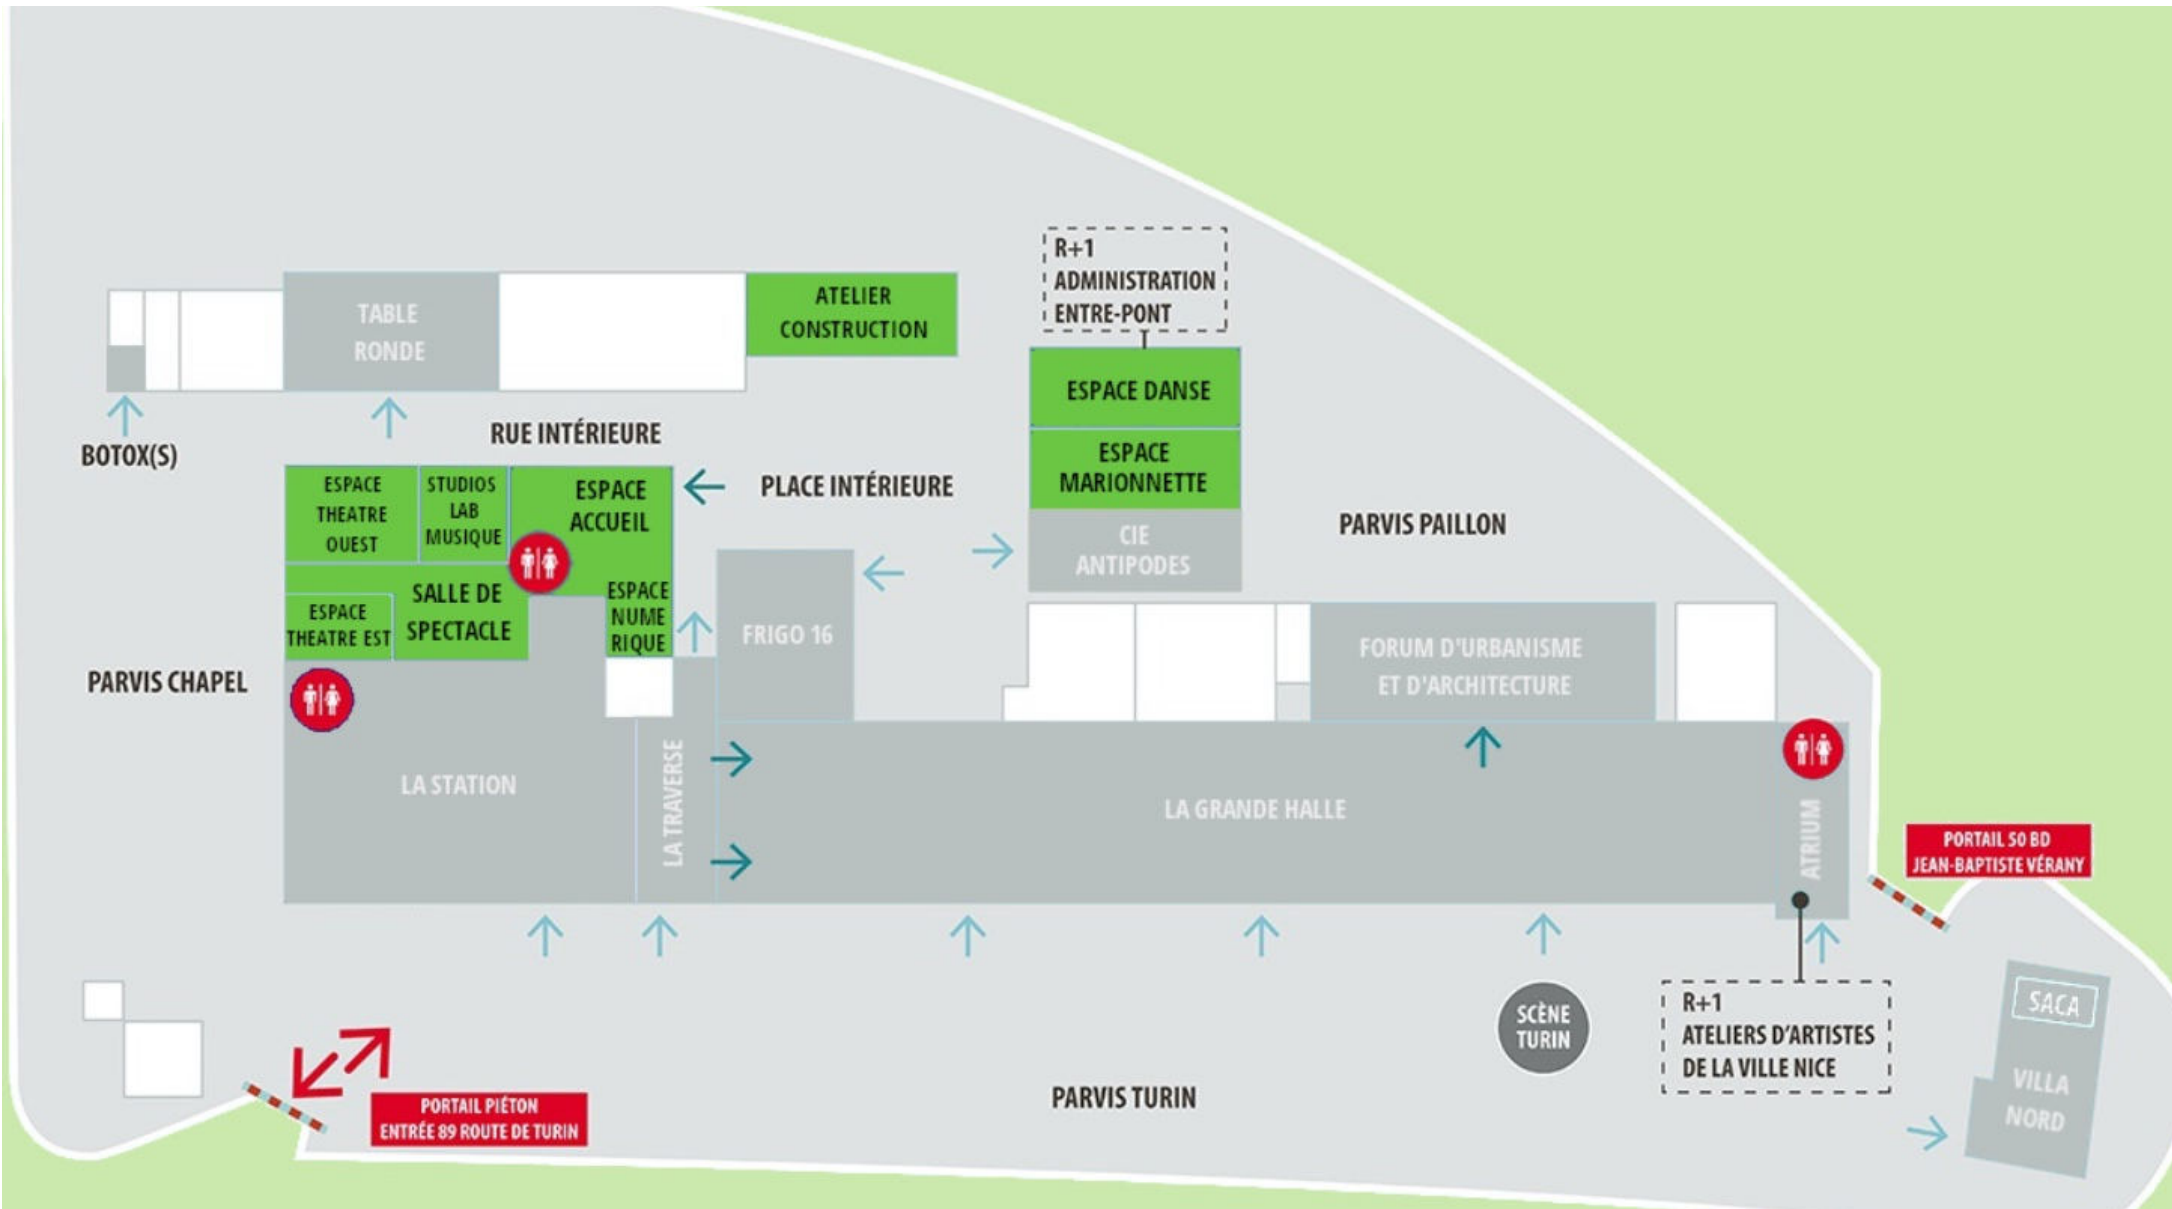 R+1
ADMINISTRATION
ENTRE-PONT
TABLE
RONDE
ATELIER
CONSTRUCTION
ESPACE DANSE
ESPACE
MARIONNETTE
CIE
ANTIPODES
BOTOX(S)
RUE INTÉRIEURE
PLACE INTÉRIEURE
PARVIS PAILLON
ESPACE
THEATRE
OUEST
STUDIOS
LAB
MUSIQUE
ESPACE
ACCUEIL
SALLE DE
SPECTACLE
ESPACE
THEATRE EST
ESPACE
NUME
RIQUE
FRIGO 16
FORUM D'URBANISME
ET D'ARCHITECTURE
PARVIS CHAPEL
LA STATION
LA TRAVERSE
LA GRANDE HALLE
ATRIUM
PORTAIL 50 BD
JEAN-BAPTISTE VÉRANY
SCÈNE
TURIN
R+1
ATELIERS D'ARTISTES
DE LA VILLE NICE
SACA
VILLA
NORD
PARVIS TURIN
PORTAIL PIÉTON
ENTRÉE 89 ROUTE DE TURIN